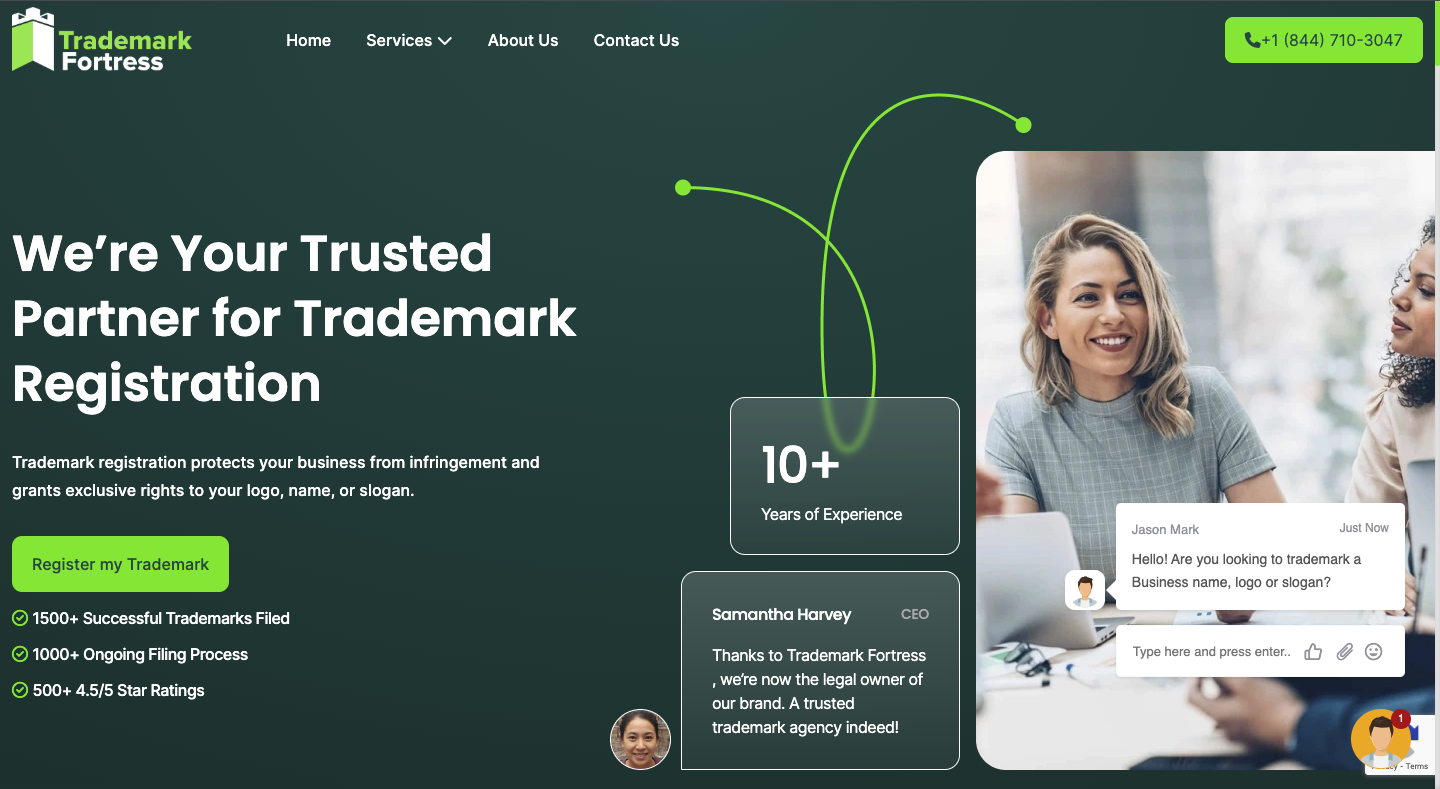 Trademark
Fortress
Home
Services
About Us
Contact Us
+1 (844) 710-3047
We’re Your Trusted
Partner for Trademark
Registration
Trademark registration protects your business from infringement and
grants exclusive rights to your logo, name, or slogan.
Register my Trademark
1500+ Successful Trademarks Filed
1000+ Ongoing Filing Process
500+ 4.5/5 Star Ratings
10+
Years of Experience
Samantha Harvey
CEO
Thanks to Trademark Fortress
, we’re now the legal owner of
our brand. A trusted
trademark agency indeed!
Jason Mark
Just Now
Hello! Are you looking to trademark a
Business name, logo or slogan?
Type here and press enter..
1
- Terms